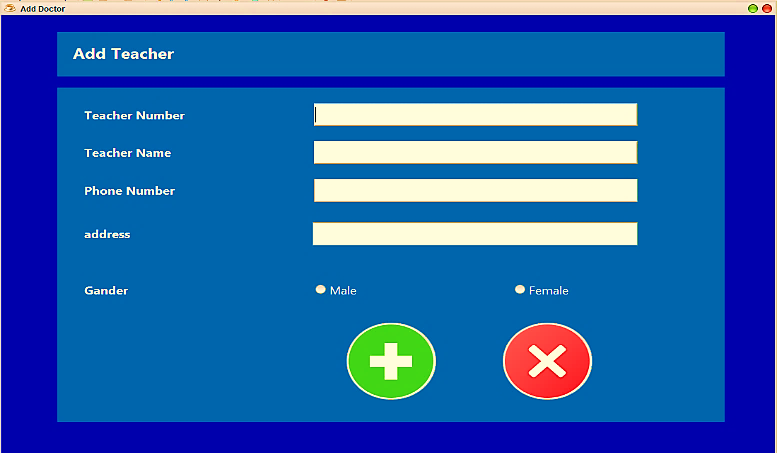 Add Doctor
Add Teacher
Teacher Number
Teacher Name
Phone Number
address
Gander Male Female